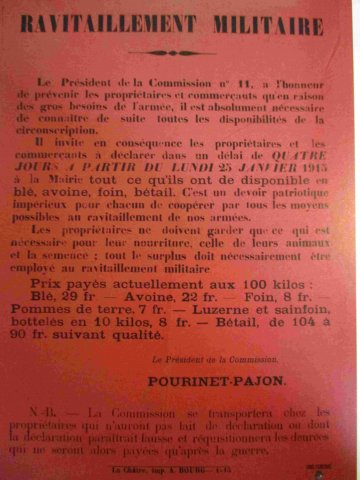 RAVITAILLEMENT MILITAIRE
Le Président de la Commission n° 11, a l'honneur
de prévenir les propriétaires et commerçants qu'en raison
des gros besoins de l'armée, il est absolument nécessaire
de connaître de suite toutes les disponibilités de la
circonscription.
Il invite en conséquence les propriétaires et les
commerçants à déclarer dans un délai de QUATRE
JOURS A PARTIR DU LUNDI 25 JANVIER 1915
à la Mairie tout ce qu'ils ont de disponible en
blé, avoine, foin, bétail. C'est un devoir patriotique
impérieux pour chacun de coopérer par tous les moyens
possibles au ravitaillement de nos armées.
Les propriétaires ne doivent garder que ce qui est
nécessaire pour leur nourriture, celle de leurs animaux
et la semence ; tout le surplus doit nécessairement être
employé au ravitaillement militaire
Prix payés actuellement aux 100 kilos :
Blé, 29 fr — Avoine, 22 fr. — Foin, 8 fr. —
Pommes de terre, 7 fr. — Luzerne et sainfoin,
bottelés en 10 kilos, 8 fr. — Bétail, de 104 à
90 fr. suivant qualité.
Le Président de la Commission.
POURINET-PAJON.
N.-B. — La Commission se transportera chez les
propriétaires qui n'auront pas fait de déclaration ou dont
la déclaration paraîtrait fausse et réquisitionnera les denrées
qui ne seront alors payées qu'après la guerre.
La Châtre, imp. A. BOURG — 1-15